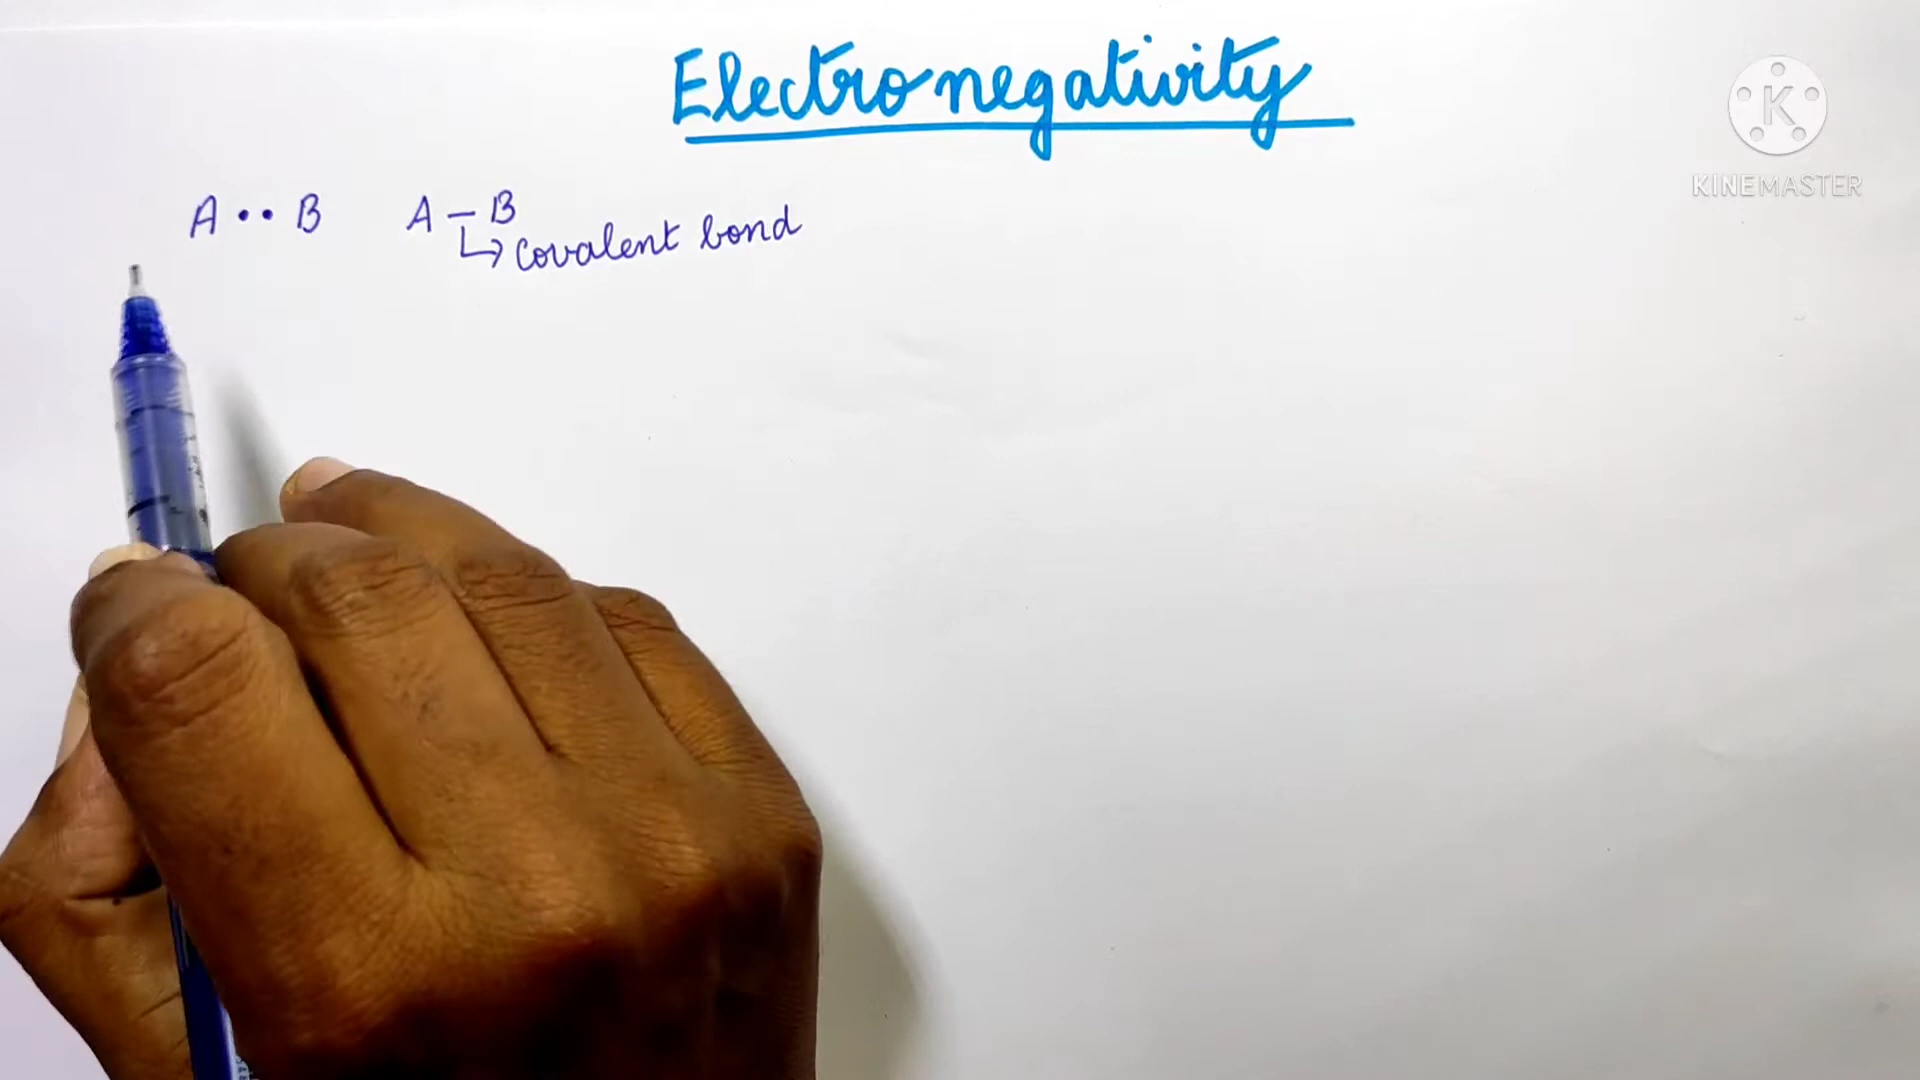 Electronegativity
A •• B A – B
↳ Covalent bond
KINEMASTER